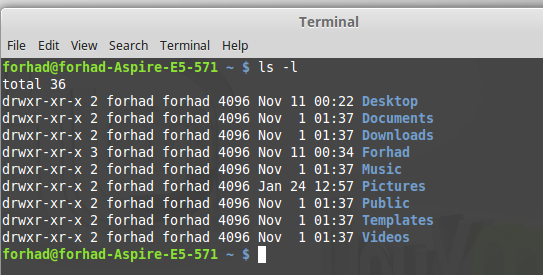 Terminal
File Edit View Search Terminal Help
forhad@forhad-Aspire-E5-571 ~ $ ls -l
total 36
drwxr-xr-x 2 forhad forhad 4096 Nov 11 00:22 Desktop
drwxr-xr-x 2 forhad forhad 4096 Nov  1 01:37 Documents
drwxr-xr-x 2 forhad forhad 4096 Nov  1 01:37 Downloads
drwxr-xr-x 3 forhad forhad 4096 Nov 11 00:34 Forhad
drwxr-xr-x 2 forhad forhad 4096 Nov  1 01:37 Music
drwxr-xr-x 2 forhad forhad 4096 Jan 24 12:57 Pictures
drwxr-xr-x 2 forhad forhad 4096 Nov  1 01:37 Public
drwxr-xr-x 2 forhad forhad 4096 Nov  1 01:37 Templates
drwxr-xr-x 2 forhad forhad 4096 Nov  1 01:37 Videos
forhad@forhad-Aspire-E5-571 ~ $